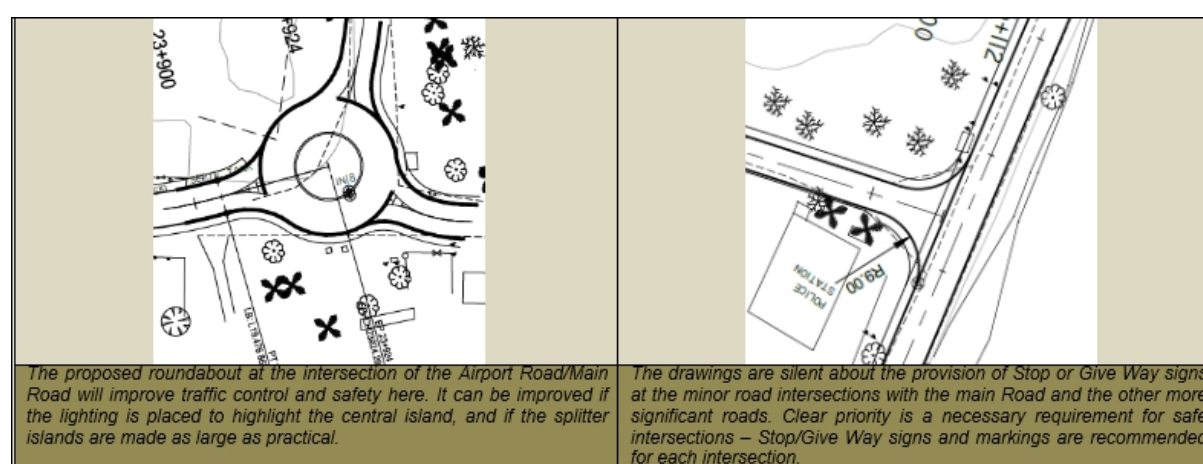 23+900
+924
The proposed roundabout at the intersection of the Airport Road/Main
Road will improve traffic control and safety here. It can be improved if
the lighting is placed to highlight the central island, and if the splitter
islands are made as large as practical.
+112
R9.00
POLICE
STATION
The drawings are silent about the provision of Stop or Give Way signs
at the minor road intersections with the main Road and the other more
significant roads. Clear priority is a necessary requirement for safe
intersections – Stop/Give Way signs and markings are recommended
for each intersection.